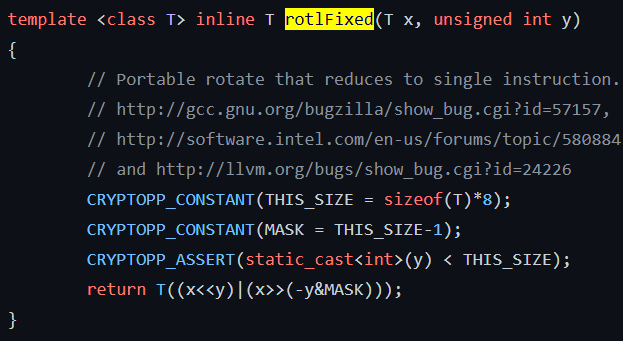 template <class T> inline T rotlFixed(T x, unsigned int y)
{
// Portable rotate that reduces to single instruction.
// http://gcc.gnu.org/bugzilla/show_bug.cgi?id=57157,
// http://software.intel.com/en-us/forums/topic/580884
// and http://llvm.org/bugs/show_bug.cgi?id=24226
CRYPTOPP_CONSTANT(THIS_SIZE = sizeof(T)*8);
CRYPTOPP_CONSTANT(MASK = THIS_SIZE-1);
CRYPTOPP_ASSERT(static_cast<int>(y) < THIS_SIZE);
return T((x<<y)|(x>>(-y&MASK)));
}